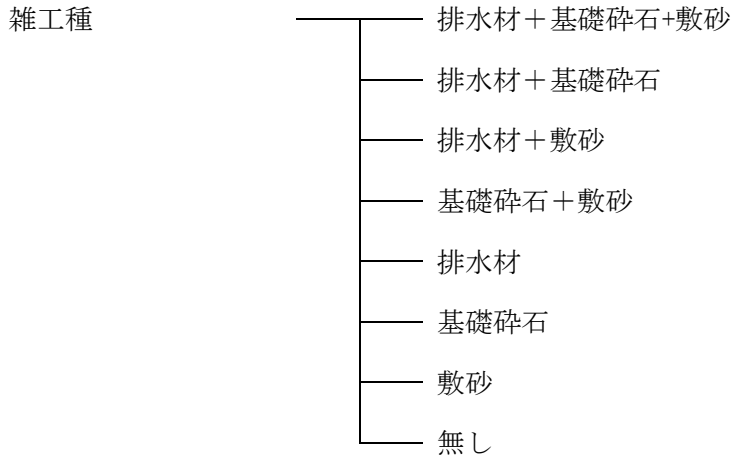 雑工種
排水材＋基礎砕石+敷砂
排水材＋基礎砕石
排水材＋敷砂
基礎砕石＋敷砂
排水材
基礎砕石
敷砂
無し